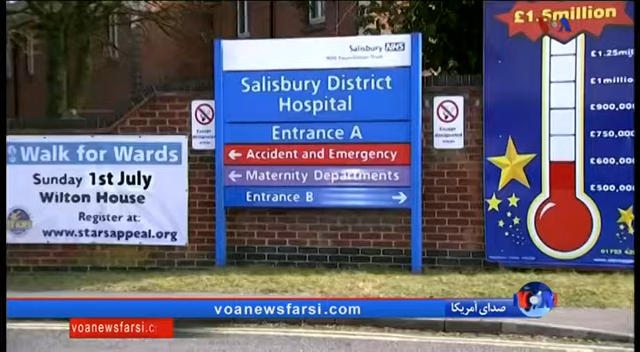 Walk for Wards
Sunday 1st July
Wilton House
Register at
www.starsappeal.org
Salisbury NHS
NHS Foundation Trust
Salisbury District
Hospital
Entrance A
Accident and Emergency
Maternity Departments
Entrance B
£1.5million
£1.25mi
£1million
£900,000
£750,000
£600,000
£500,000
voanewsfarsi.com
صدای آمریکا
VOA
voanewsfarsi.c